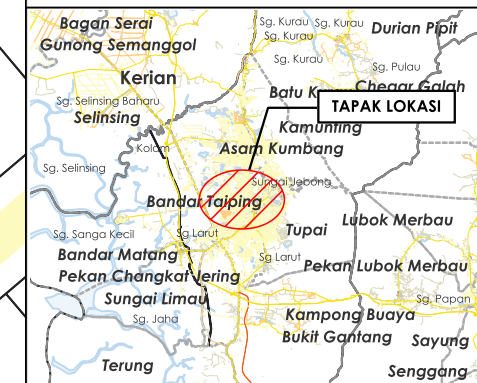 Bagan Serai
Gunong Semanggol
Sg. Kurau
Sg. Kurau
Sg. Kurau
Durian Pipit
Sg. Kurau
Kerian
Sg. Pulau
Chegar Galah
Batu
Sg. Selinsing Baharu
Selinsing
TAPAK LOKASI
Kamunting
Kolam
Asam Kumbang
Sg. Selinsing
Sungai Jebong
Bandar Taiping
Lubok Merbau
Sg. Sanga Kecil
Sg Larut
Tupai
Bandar Matang
Sg Larut
Pekan Lubok Merbau
Pekan Changkat Jering
Sungai Limau
Sg. Papan
Sg. Jaha
Kampong Buaya
Bukit Gantang
Sayung
Terung
Senggang